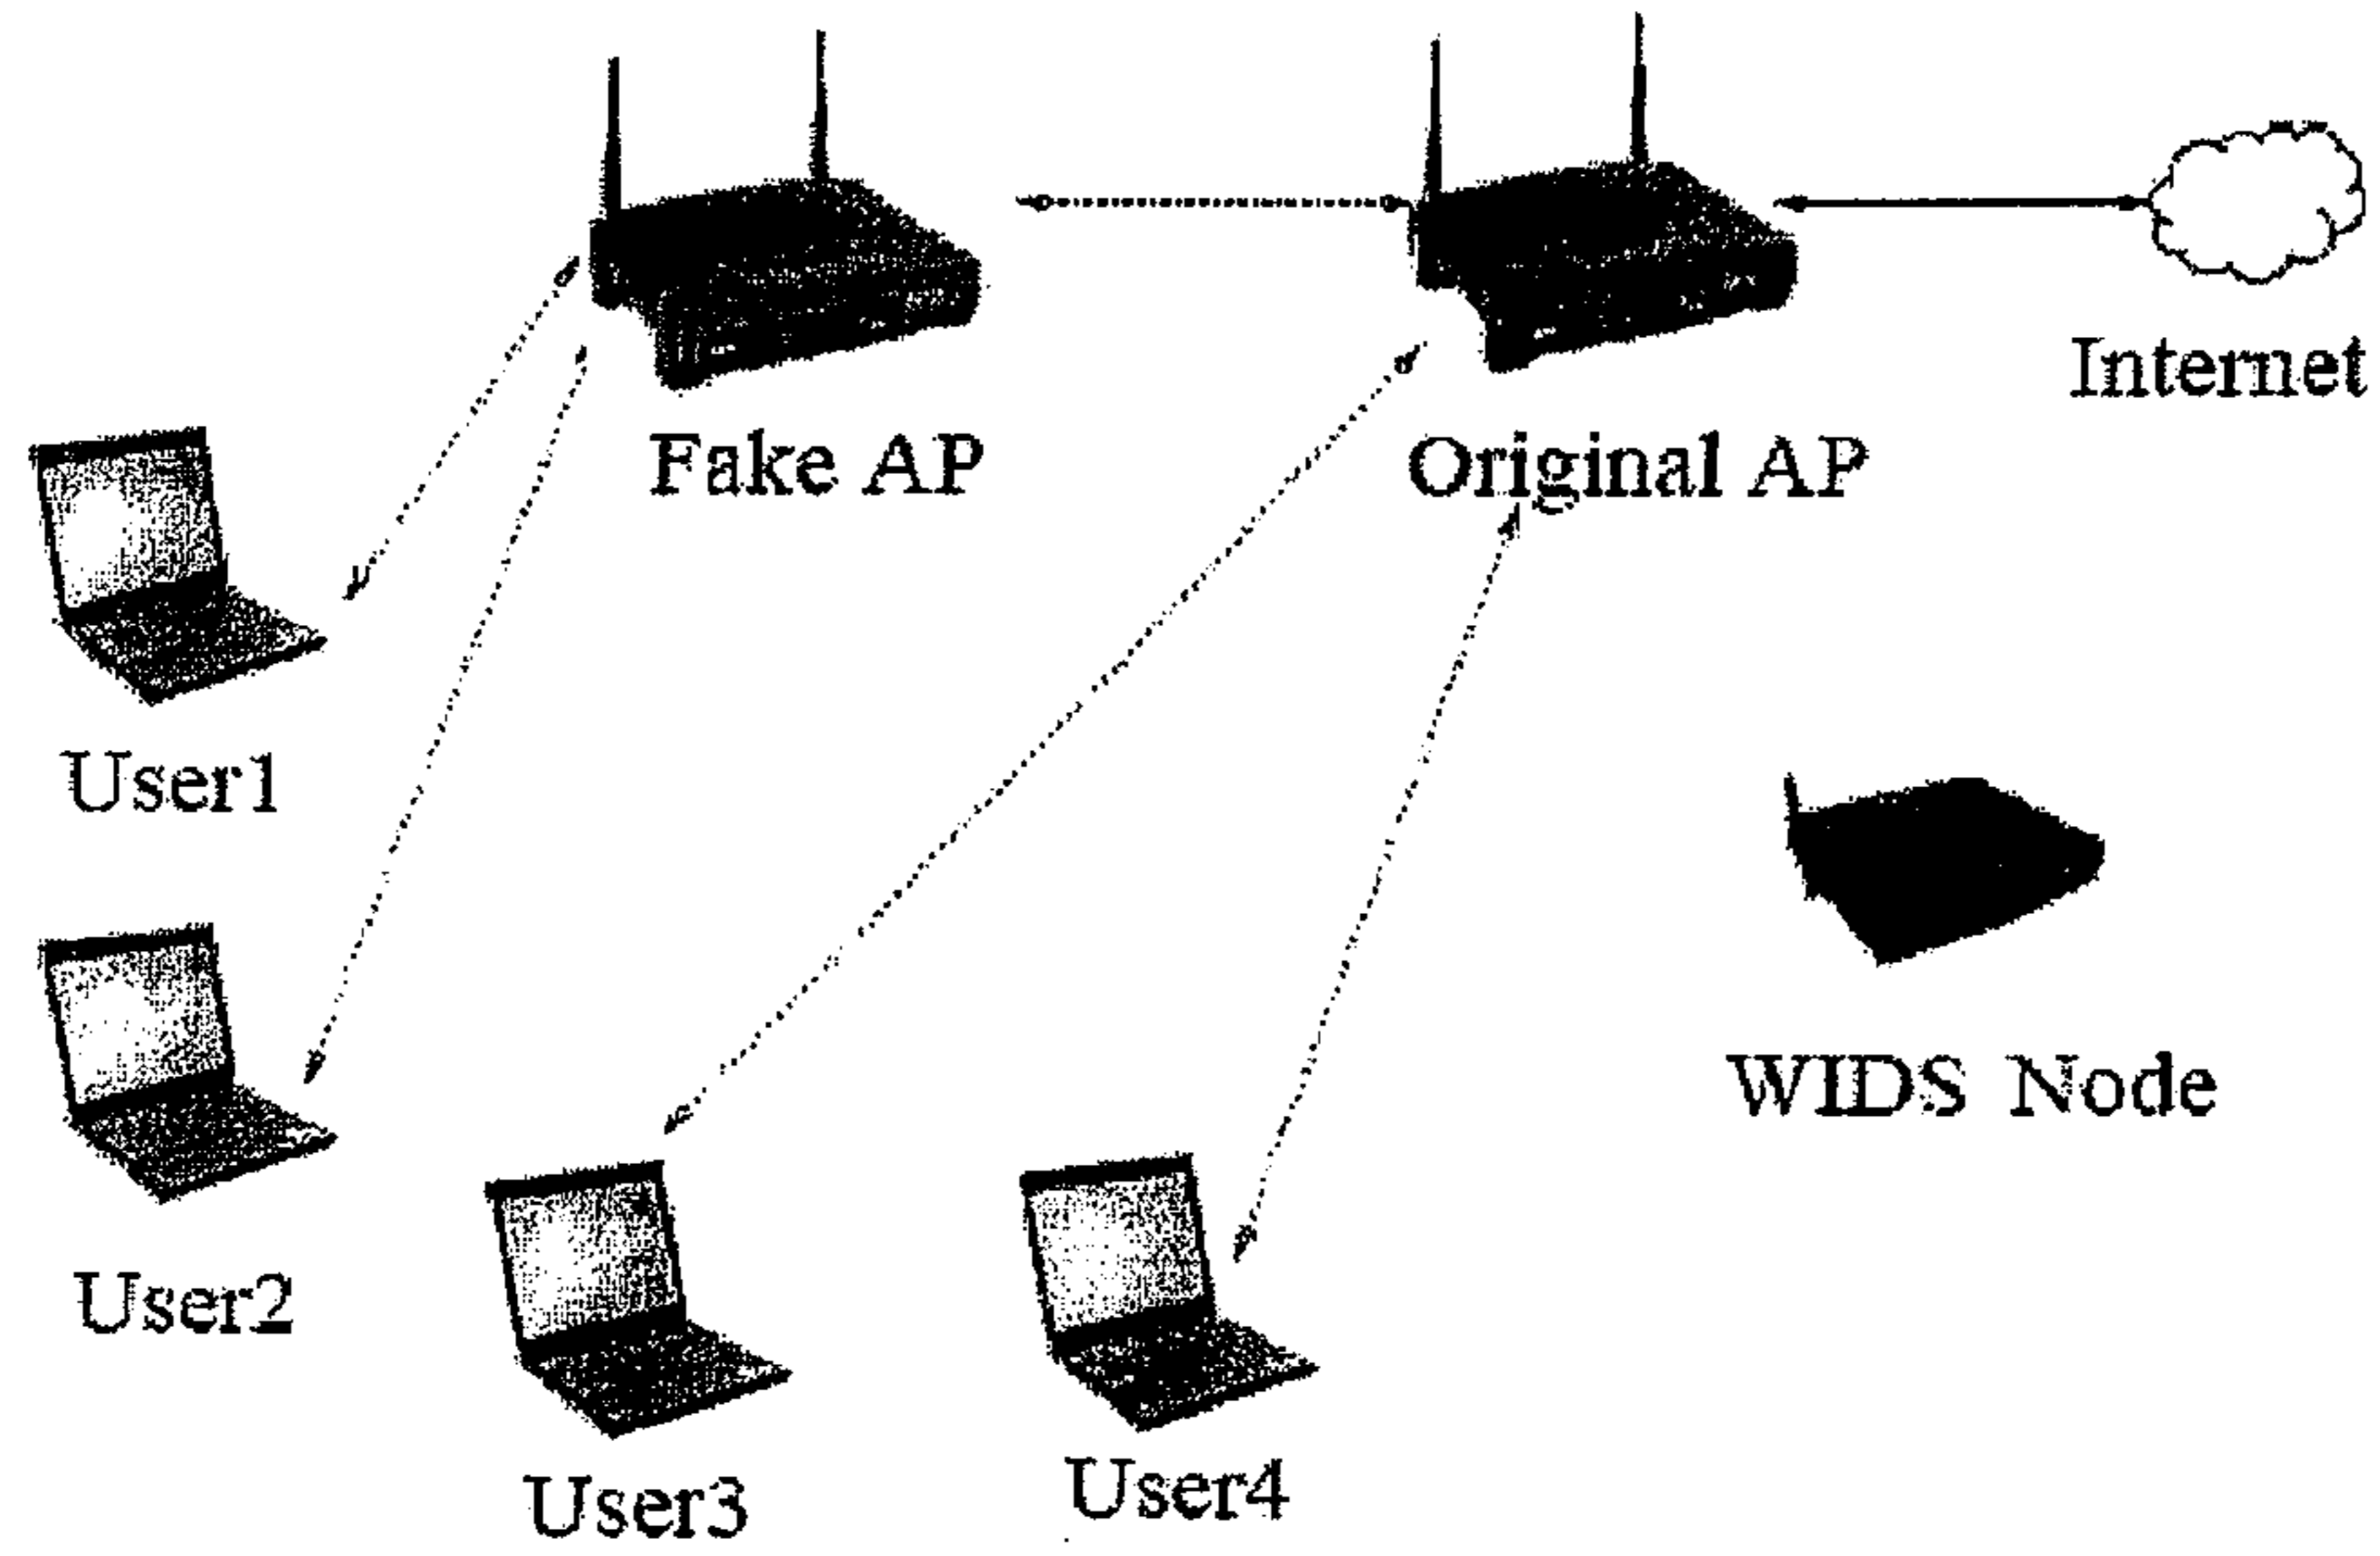 Internet
Fake AP
Original AP
User1
WIDS Node
User2
User3
User4